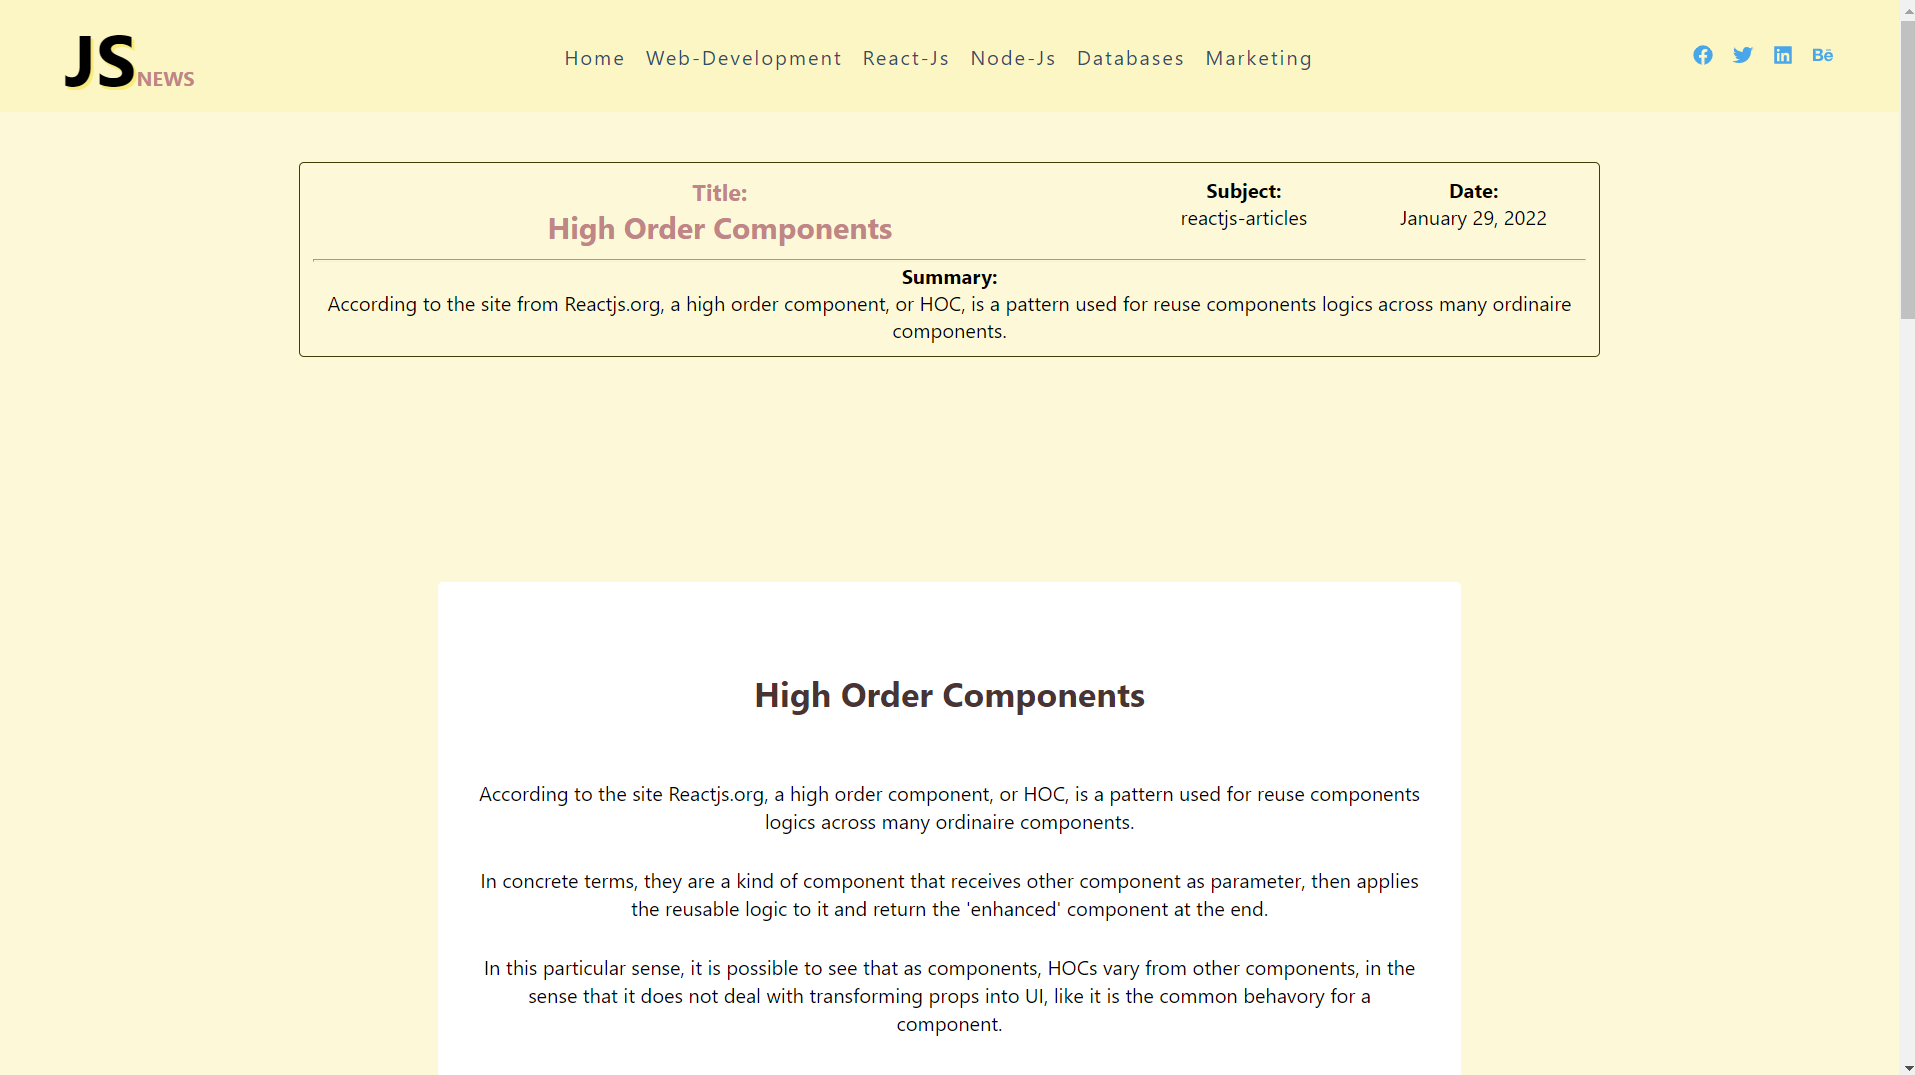 JS NEWS
Home Web-Development React-Js Node-Js Databases Marketing
Bē
Title:
High Order Components
Subject:
reactjs-articles
Date:
January 29, 2022
Summary:
According to the site from Reactjs.org, a high order component, or HOC, is a pattern used for reuse components logics across many ordinaire
components.
High Order Components
According to the site Reactjs.org, a high order component, or HOC, is a pattern used for reuse components
logics across many ordinaire components.
In concrete terms, they are a kind of component that receives other component as parameter, then applies
the reusable logic to it and return the 'enhanced' component at the end.
In this particular sense, it is possible to see that as components, HOCs vary from other components, in the
sense that it does not deal with transforming props into UI, like it is the common behavory for a
component.